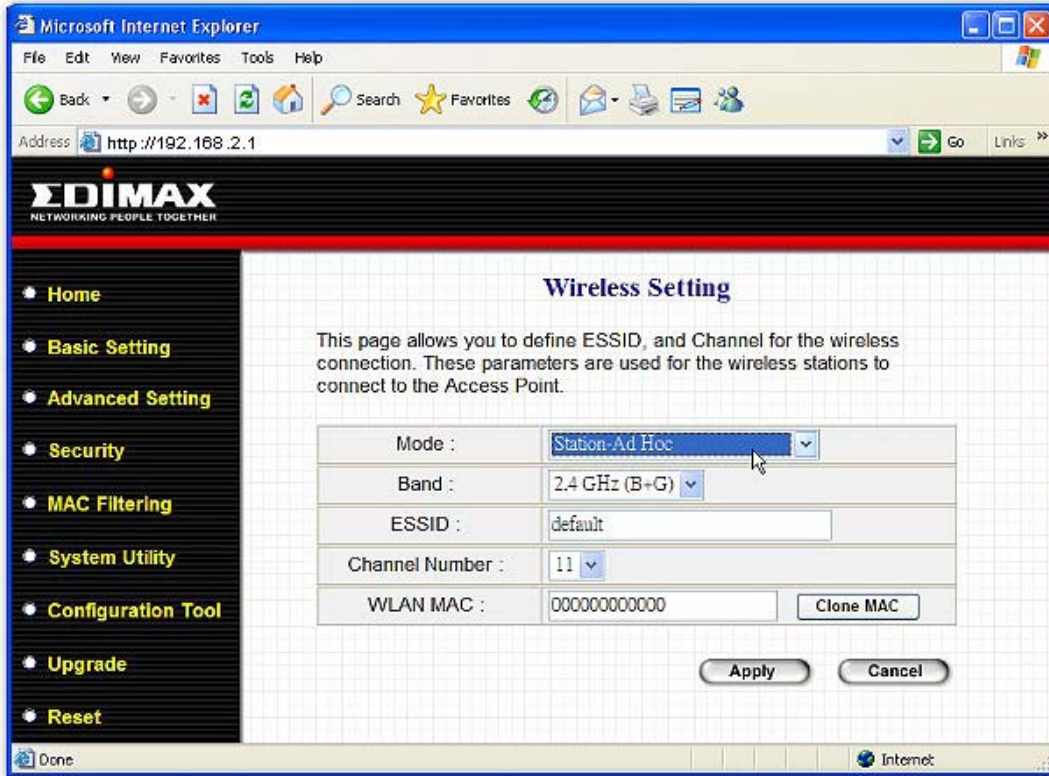 Microsoft Internet Explorer
File Edit View Favorites Tools Help
Back Search Favorites
Address http://192.168.2.1 Go Links »
EDIMAX
NETWORKING PEOPLE TOGETHER
Home
Basic Setting
Advanced Setting
Security
MAC Filtering
System Utility
Configuration Tool
Upgrade
Reset
Wireless Setting
This page allows you to define ESSID, and Channel for the wireless
connection. These parameters are used for the wireless stations to
connect to the Access Point.
Mode : Station-Ad Hoc
Band : 2.4 GHz (B+G)
ESSID : default
Channel Number : 11
WLAN MAC : 000000000000 Clone MAC
Apply Cancel
Done Internet